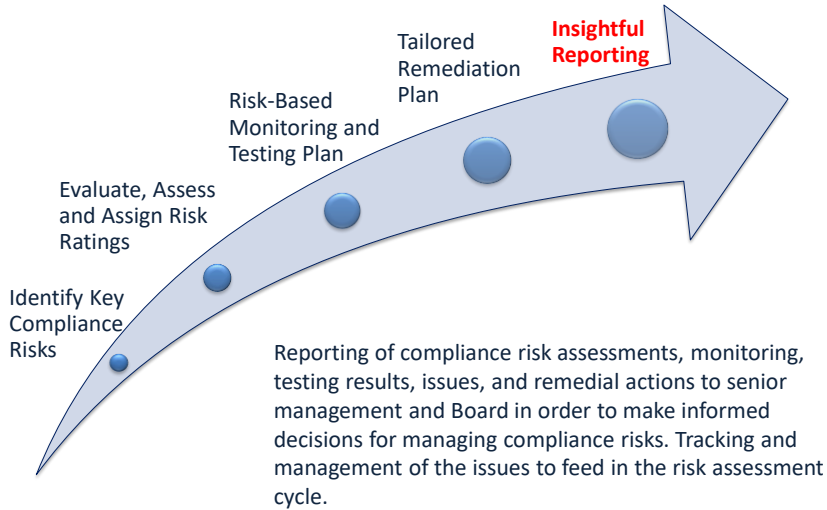 Insightful
Reporting
Tailored
Remediation
Plan
Risk-Based
Monitoring and
Testing Plan
Evaluate, Assess
and Assign Risk
Ratings
Identify Key
Compliance
Risks
Reporting of compliance risk assessments, monitoring,
testing results, issues, and remedial actions to senior
management and Board in order to make informed
decisions for managing compliance risks. Tracking and
management of the issues to feed in the risk assessment
cycle.